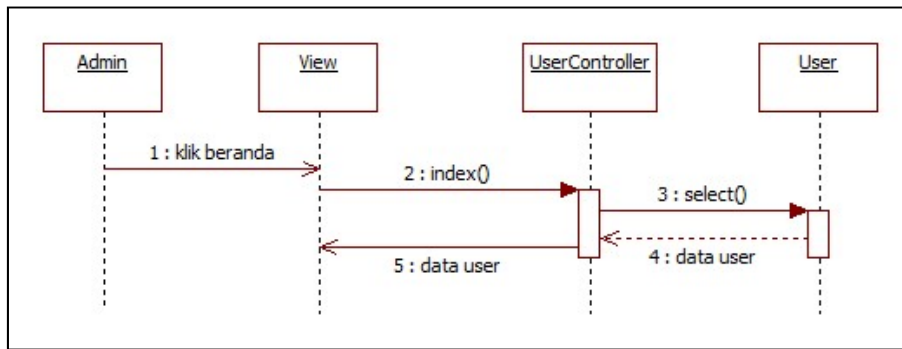 Admin
View
UserController
User
1 : klik beranda
2 : index()
3 : select()
4 : data user
5 : data user